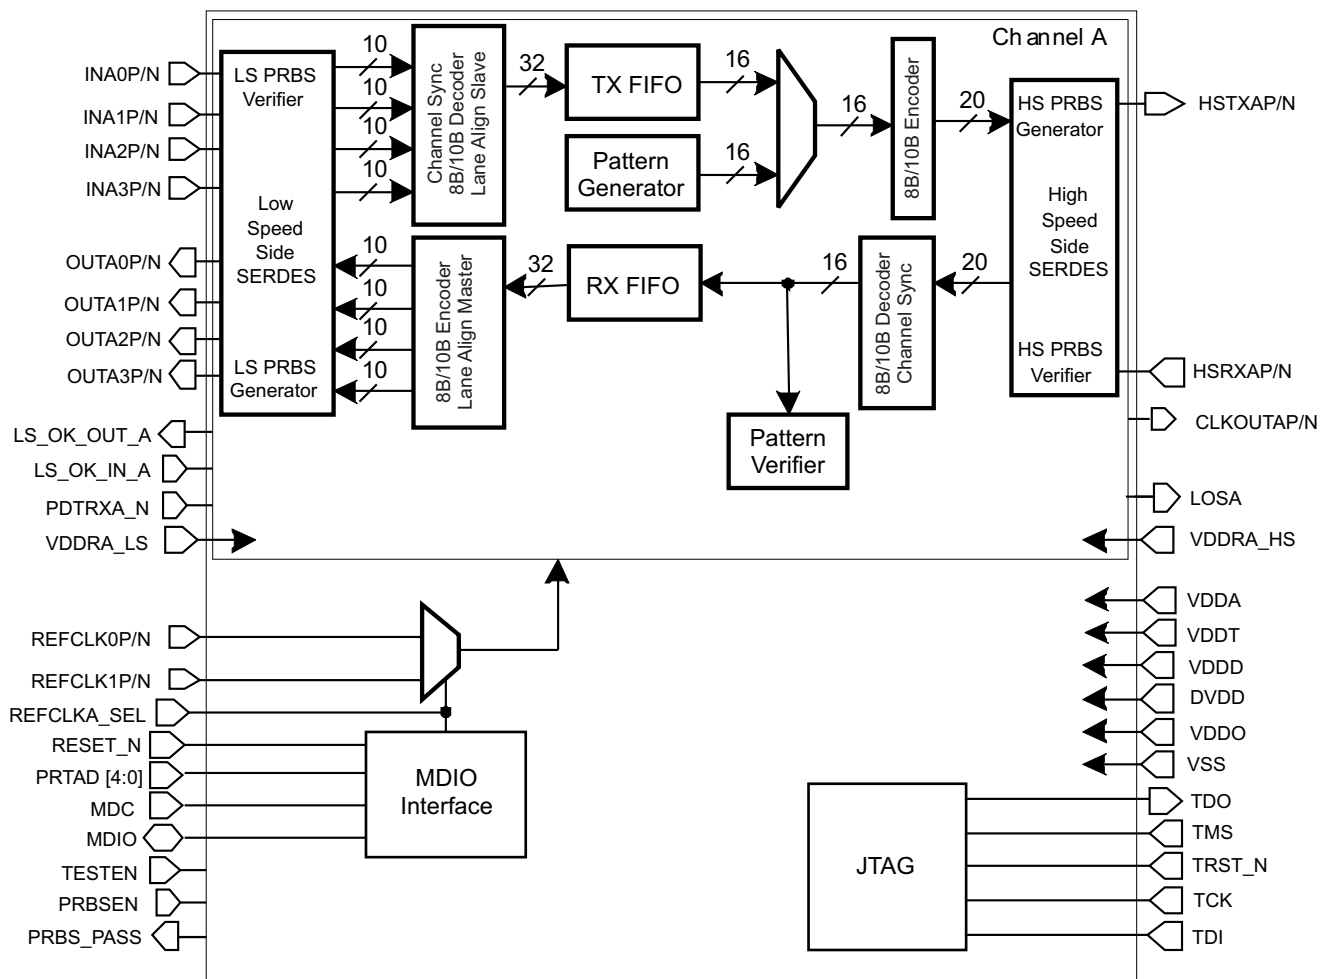 Channel A
INA0P/N
INA1P/N
INA2P/N
INA3P/N
OUTA0P/N
OUTA1P/N
OUTA2P/N
OUTA3P/N
LS_OK_OUT_A
LS_OK_IN_A
PDTRXA_N
VDDRA_LS
LS PRBS
Verifier
Low
Speed
Side
SERDES
LS PRBS
Generator
10
10
10
10
Channel Sync
8B/10B Decoder
Lane Align Slave
32
TX FIFO
16
Pattern
Generator
16
16
8B/10B Encoder
20
HS PRBS
Generator
High
Speed
Side
SERDES
HS PRBS
Verifier
10
10
10
10
8B/10B Encoder
Lane Align Master
32
RX FIFO
16
8B/10B Decoder
Channel Sync
20
Pattern
Verifier
HSTXAP/N
HSRXAP/N
CLKOUTAP/N
LOSA
VDDRA_HS
VDDA
VDDT
VDDD
DVDD
VDDO
VSS
REFCLK0P/N
REFCLK1P/N
REFCLKA_SEL
RESET_N
PRTAD [4:0]
MDC
MDIO
TESTEN
PRBSEN
PRBS_PASS
MDIO
Interface
JTAG
TDO
TMS
TRST_N
TCK
TDI